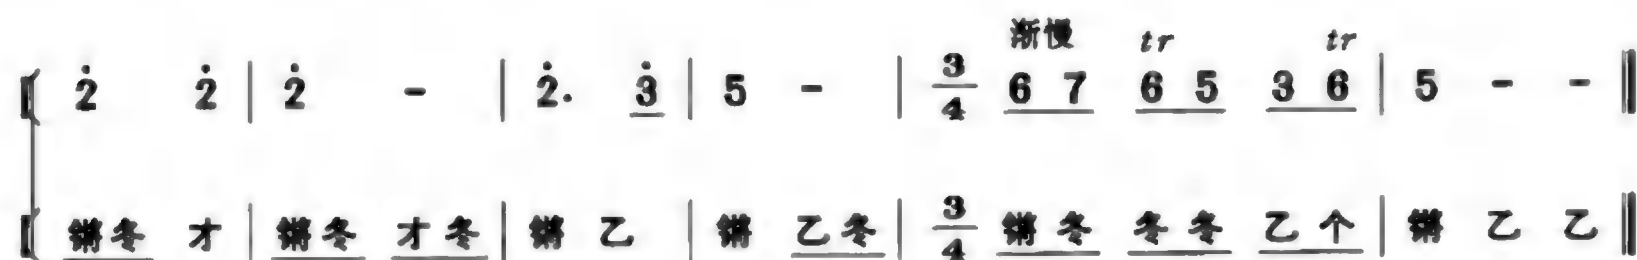 渐慢 tr tr
2̇ 2̇ | 2̇ - | 2̇. 3̇ | 5 - | 3/4 6 7 6 5 3 6 | 5 - - ‖
锵冬 才 | 锵冬 才冬 | 锵 乙 | 锵 乙冬 | 3/4 锵冬 冬冬 乙个 | 锵 乙 乙 ‖